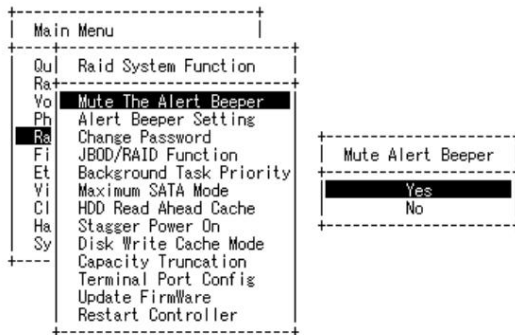 Main Menu
Qu
Raid System Function
Ra
Vo
Mute The Alert Beeper
Ph
Alert Beeper Setting
Ra
Change Password
Mute Alert Beeper
Fi
JBOD/RAID Function
Et
Background Task Priority
Vi
Maximum SATA Mode
Yes
Cl
HDD Read Ahead Cache
No
Ha
Stagger Power On
Sy
Disk Write Cache Mode
Capacity Truncation
Terminal Port Config
Update FirmWare
Restart Controller